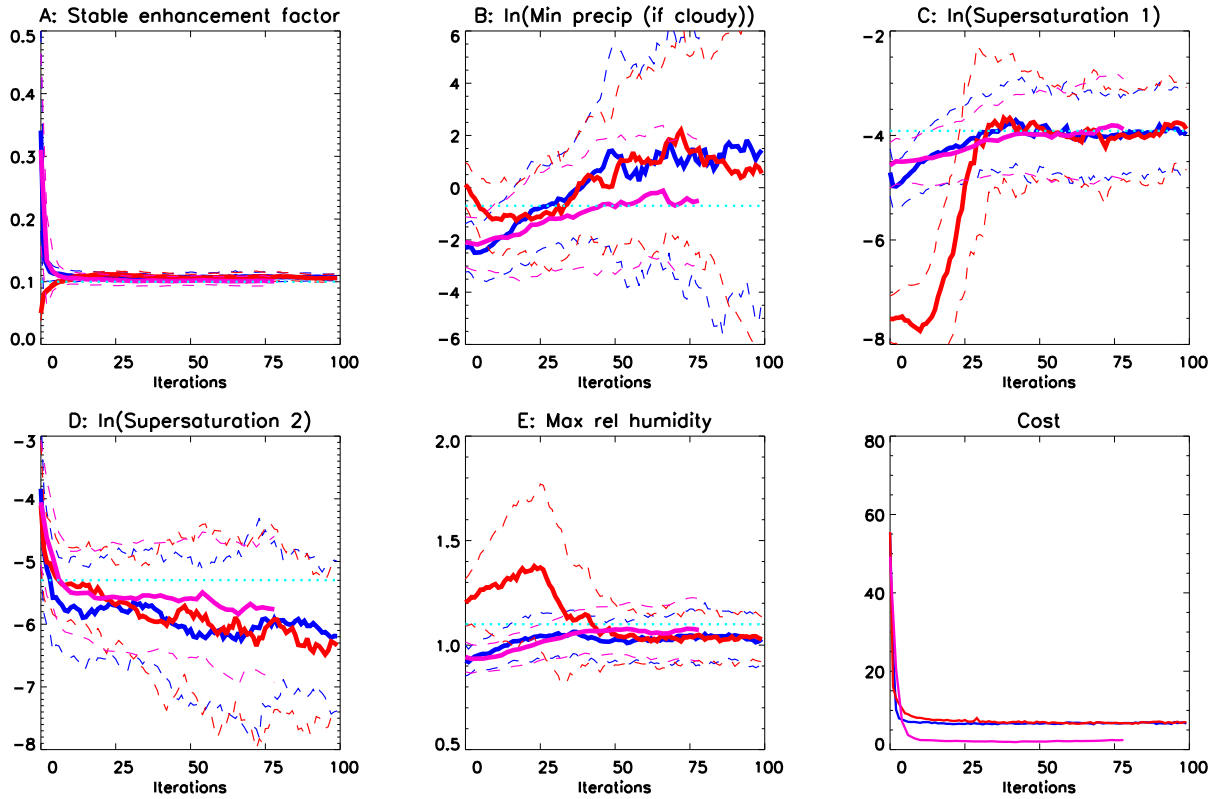 A: Stable enhancement factor
0.5
0.4
0.3
0.2
0.1
0.0
0 25 50 75 100
Iterations
B: ln(Min precip (if cloudy))
6
4
2
0
-2
-4
-6
0 25 50 75 100
Iterations
C: ln(Supersaturation 1)
-2
-4
-6
-8
0 25 50 75 100
Iterations
D: ln(Supersaturation 2)
-3
-4
-5
-6
-7
-8
0 25 50 75 100
Iterations
E: Max rel humidity
2.0
1.5
1.0
0.5
0 25 50 75 100
Iterations
Cost
80
60
40
20
10
0
0 25 50 75 100
Iterations